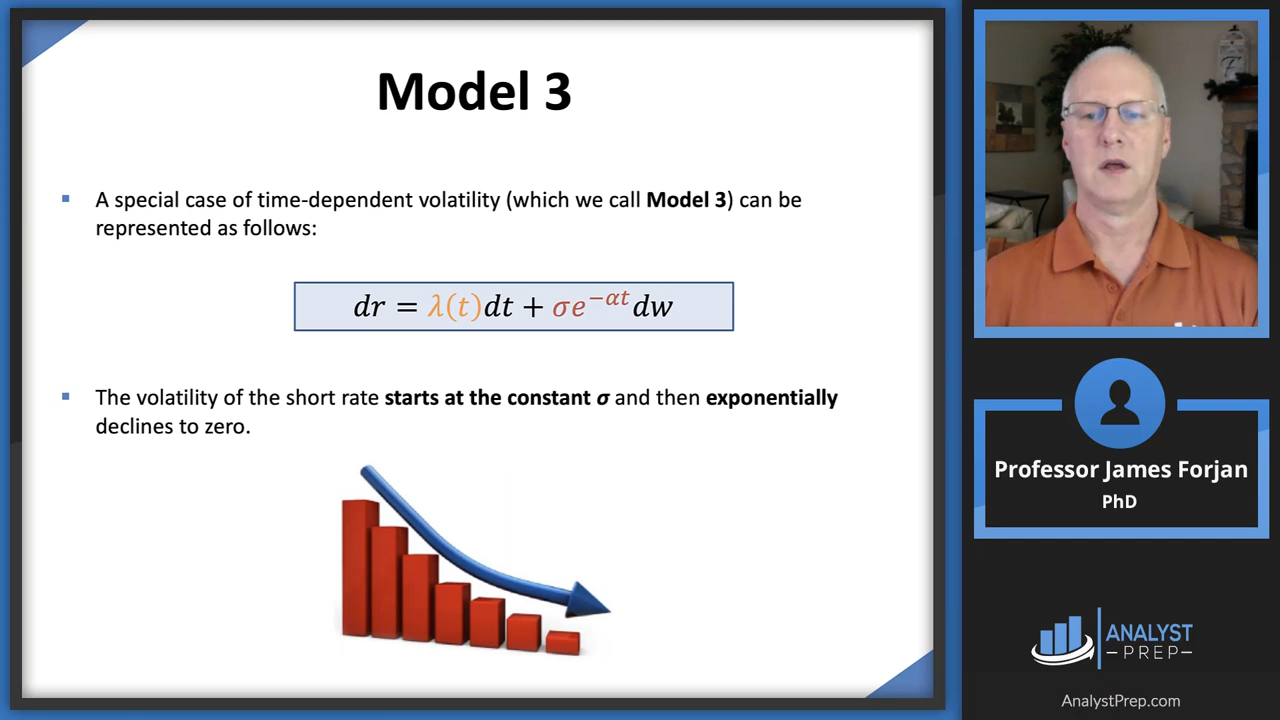 Model 3
▪ A special case of time-dependent volatility (which we call Model 3) can be
represented as follows:
dr = λ(t)dt + σe^{−αt}dw
▪ The volatility of the short rate starts at the constant σ and then exponentially
declines to zero.
Professor James Forjan
PhD
ANALYST
—PREP—
AnalystPrep.com